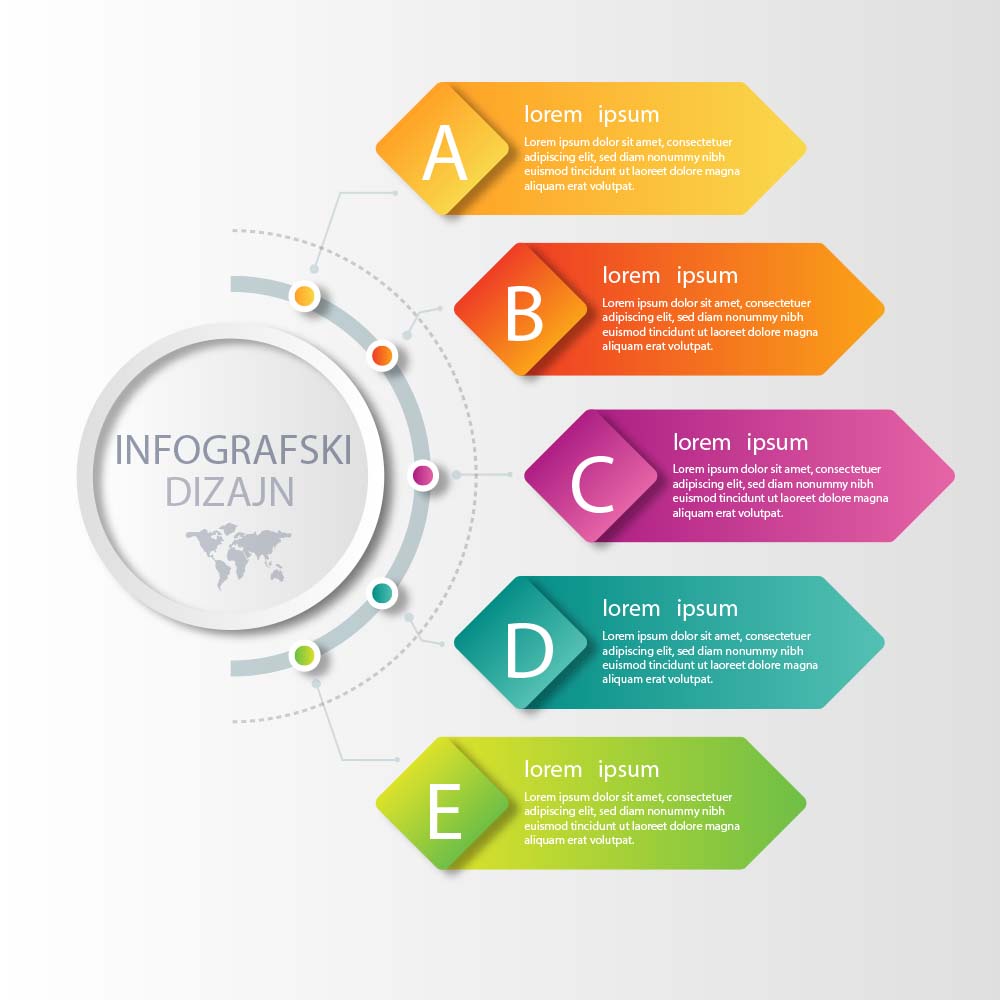 INFOGRAFSKI
DIZAJN
A
lorem ipsum
Lorem ipsum dolor sit amet, consectetuer
adipiscing elit, sed diam nonummy nibh
euismod tincidunt ut laoreet dolore magna
aliquam erat volutpat.
B
lorem ipsum
Lorem ipsum dolor sit amet, consectetuer
adipiscing elit, sed diam nonummy nibh
euismod tincidunt ut laoreet dolore magna
aliquam erat volutpat.
C
lorem ipsum
Lorem ipsum dolor sit amet, consectetuer
adipiscing elit, sed diam nonummy nibh
euismod tincidunt ut laoreet dolore magna
aliquam erat volutpat.
D
lorem ipsum
Lorem ipsum dolor sit amet, consectetuer
adipiscing elit, sed diam nonummy nibh
euismod tincidunt ut laoreet dolore magna
aliquam erat volutpat.
E
lorem ipsum
Lorem ipsum dolor sit amet, consectetuer
adipiscing elit, sed diam nonummy nibh
euismod tincidunt ut laoreet dolore magna
aliquam erat volutpat.